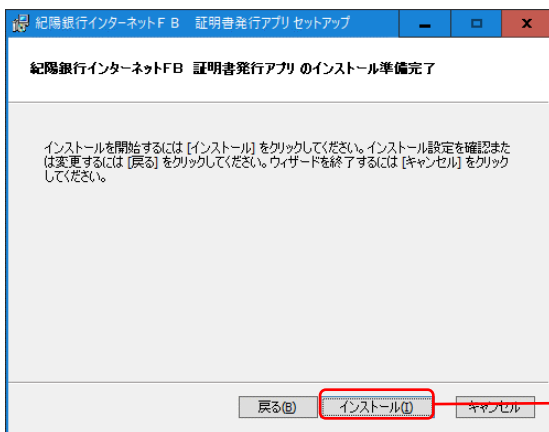 紀陽銀行インターネットＦＢ　証明書発行アプリ セットアップ
紀陽銀行インターネットFB 証明書発行アプリ のインストール準備完了
インストールを開始するには [インストール] をクリックしてください。インストール設定を確認また
は変更するには [戻る] をクリックしてください。ウィザードを終了するには [キャンセル] をクリック
してください。
戻る(B) インストール(I) キャンセル